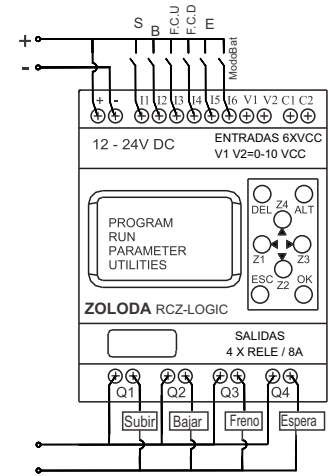 S B F.C.U F.C.D E ModoBat
+
-
+ - I1 I2 I3 I4 I5 I6 V1 V2 C1 C2
12 - 24V DC
ENTRADAS 6XVCC
V1 V2=0-10 VCC
PROGRAM
RUN
PARAMETER
UTILITIES
DEL Z4 ALT
Z1 Z3
ESC Z2 OK
ZOLODA RCZ-LOGIC
SALIDAS
4 X RELE / 8A
Q1 Q2 Q3 Q4
Subir Bajar Freno Espera